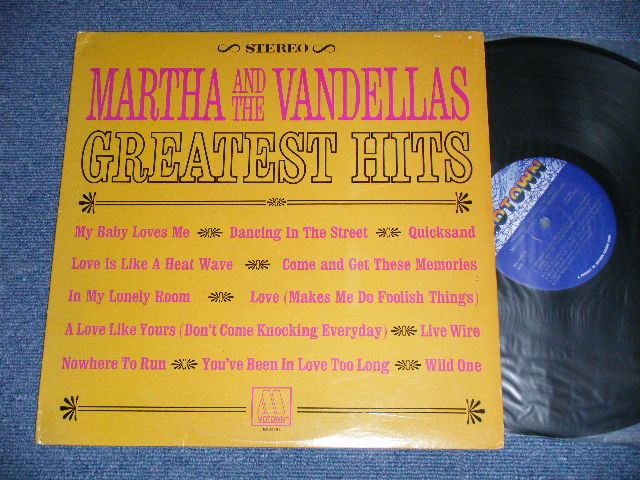 STEREO
MARTHA AND THE VANDELLAS
GREATEST HITS
My Baby Loves Me Dancing In The Street Quicksand
Love Is Like A Heat Wave Come and Get These Memories
In My Lonely Room Love (Makes Me Do Foolish Things)
A Love Like Yours (Don't Come Knocking Everyday) Live Wire
Nowhere To Run You've Been In Love Too Long Wild One
M
MOTOWN
MOTOWN